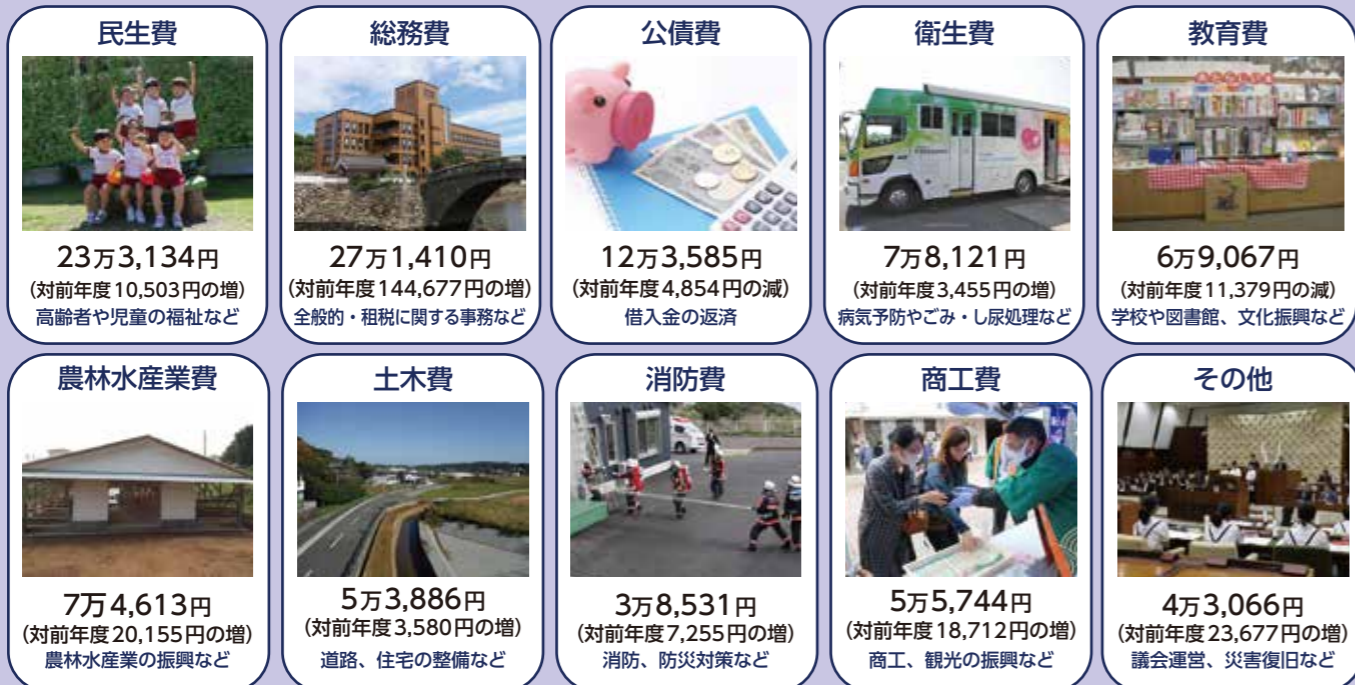 民生費
23万3,134円
(対前年度10,503円の増)
高齢者や児童の福祉など
総務費
27万1,410円
(対前年度144,677円の増)
全般的・租税に関する事務など
公債費
12万3,585円
(対前年度4,854円の減)
借入金の返済
衛生費
7万8,121円
(対前年度3,455円の増)
病気予防やごみ・し尿処理など
教育費
6万9,067円
(対前年度11,379円の減)
学校や図書館、文化振興など
農林水産業費
7万4,613円
(対前年度20,155円の増)
農林水産業の振興など
土木費
5万3,886円
(対前年度3,580円の増)
道路、住宅の整備など
消防費
3万8,531円
(対前年度7,255円の増)
消防、防災対策など
商工費
5万5,744円
(対前年度18,712円の増)
商工、観光の振興など
その他
4万3,066円
(対前年度23,677円の増)
議会運営、災害復旧など